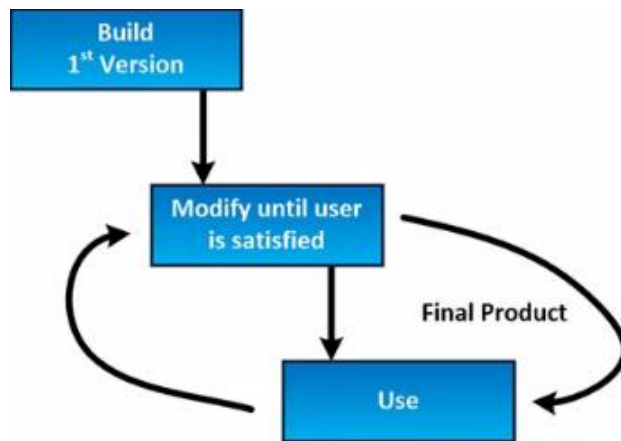 Build
1st Version
Modify until user
is satisfied
Final Product
Use